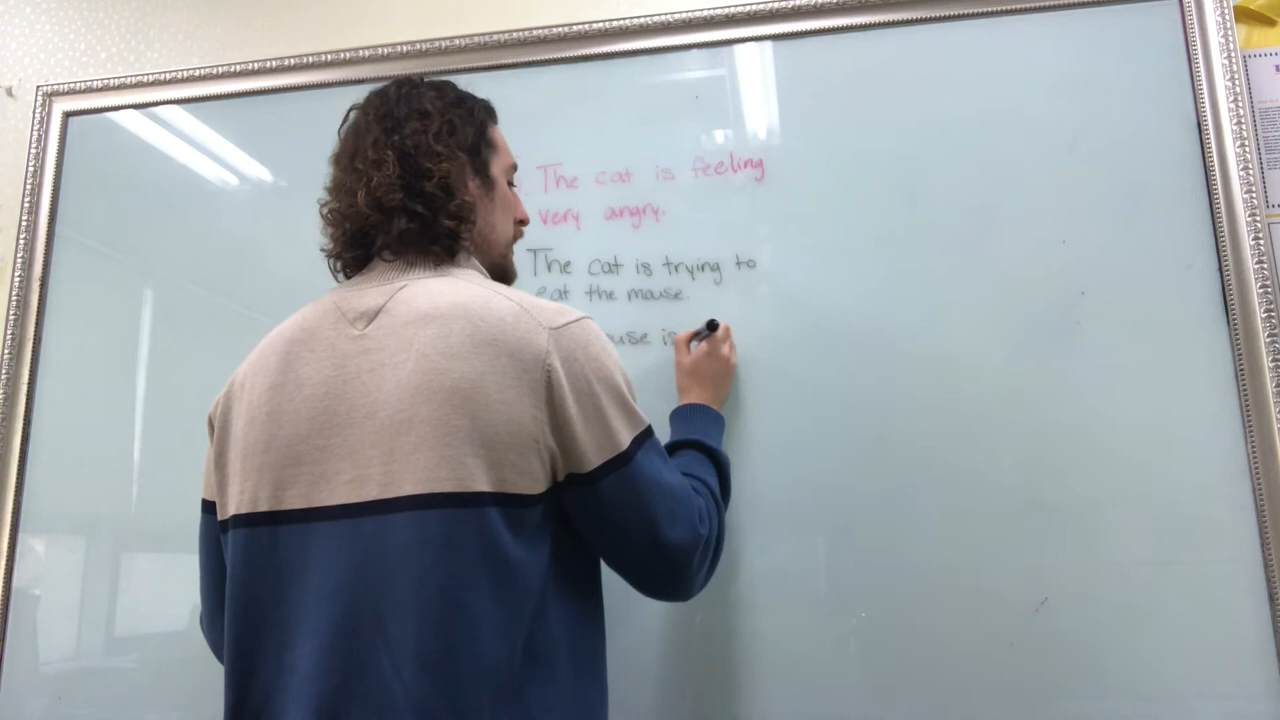 The cat is feeling
very angry.
The cat is trying to
eat the mouse.
is